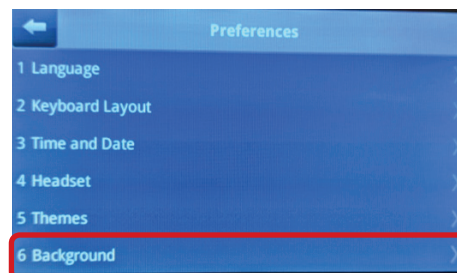 Preferences
1 Language
2 Keyboard Layout
3 Time and Date
4 Headset
5 Themes
6 Background